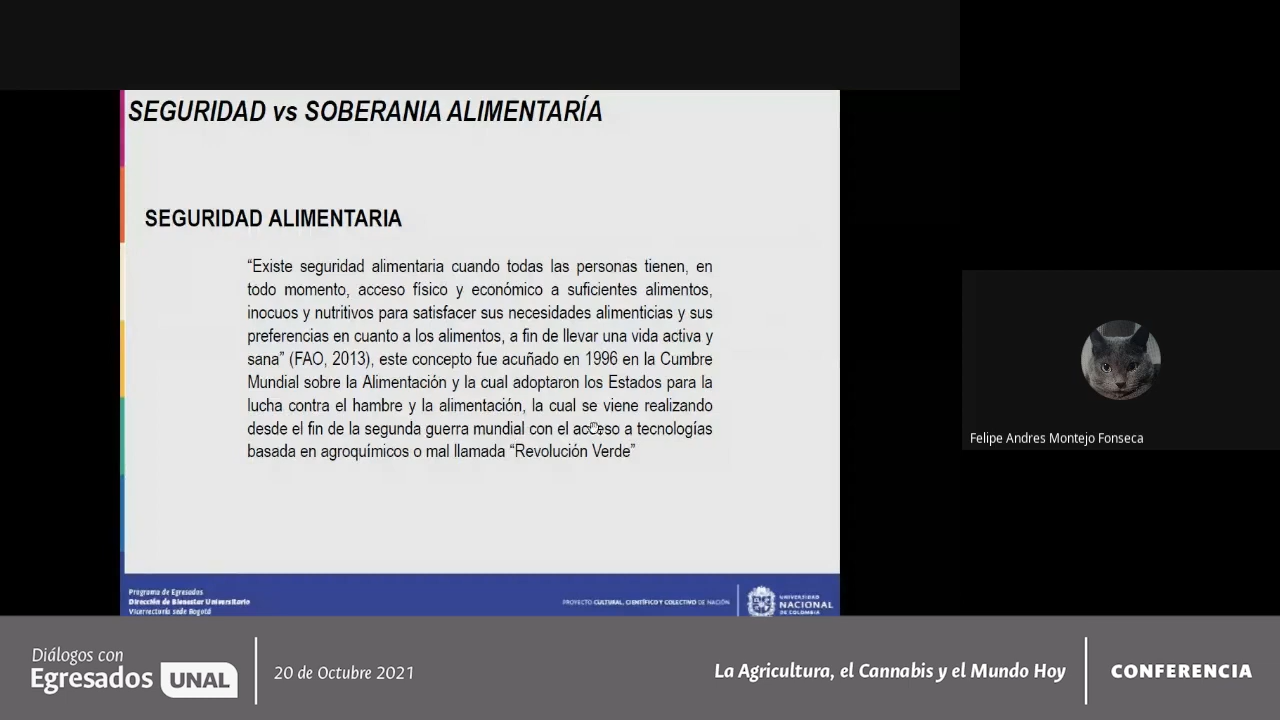 SEGURIDAD vs SOBERANIA ALIMENTARÍA
SEGURIDAD ALIMENTARIA
“Existe seguridad alimentaria cuando todas las personas tienen, en
todo momento, acceso físico y económico a suficientes alimentos,
inocuos y nutritivos para satisfacer sus necesidades alimenticias y sus
preferencias en cuanto a los alimentos, a fin de llevar una vida activa y
sana” (FAO, 2013), este concepto fue acuñado en 1996 en la Cumbre
Mundial sobre la Alimentación y la cual adoptaron los Estados para la
lucha contra el hambre y la alimentación, la cual se viene realizando
desde el fin de la segunda guerra mundial con el acceso a tecnologías
basada en agroquímicos o mal llamada “Revolución Verde”
Felipe Andres Montejo Fonseca
Programa de Egresados
Dirección de Bienestar Universitario
Vicerrectoría sede Bogotá
PROYECTO CULTURAL, CIENTÍFICO Y COLECTIVO DE NACIÓN
UNIVERSIDAD
NACIONAL
DE COLOMBIA
Diálogos con
Egresados UNAL
20 de Octubre 2021
La Agricultura, el Cannabis y el Mundo Hoy
CONFERENCIA